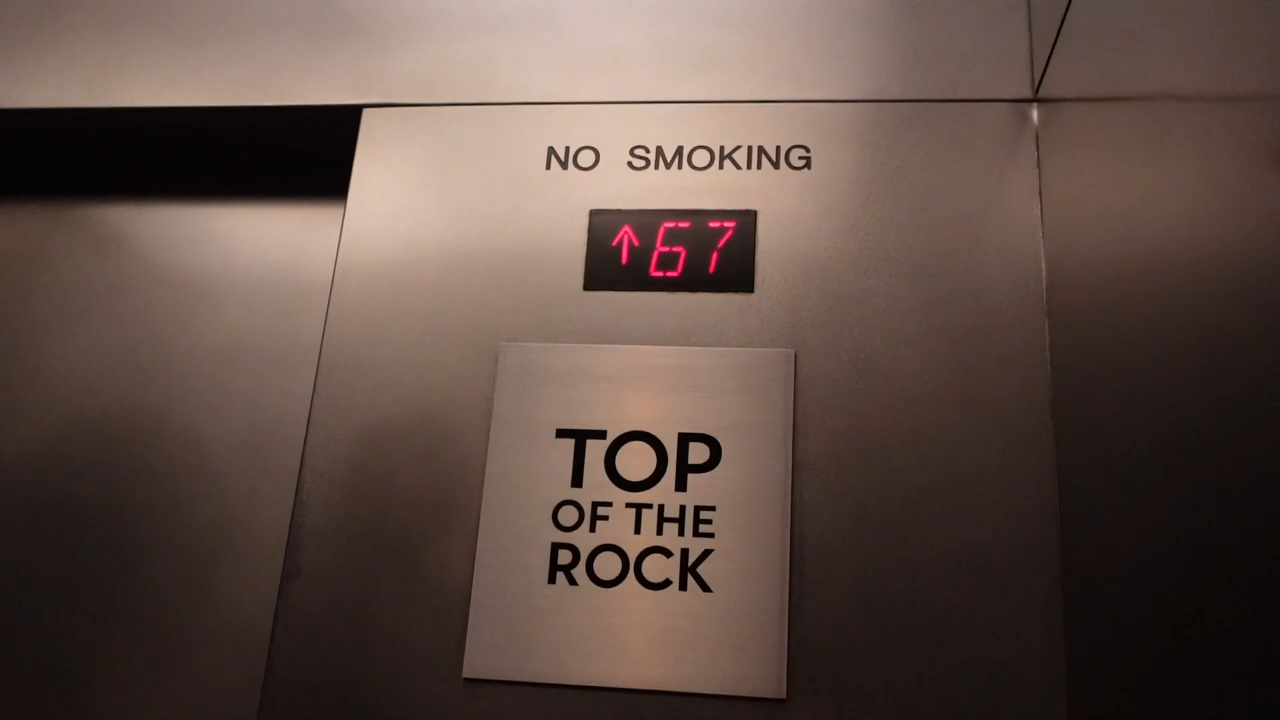 NO SMOKING
↑67
TOP
OF THE
ROCK